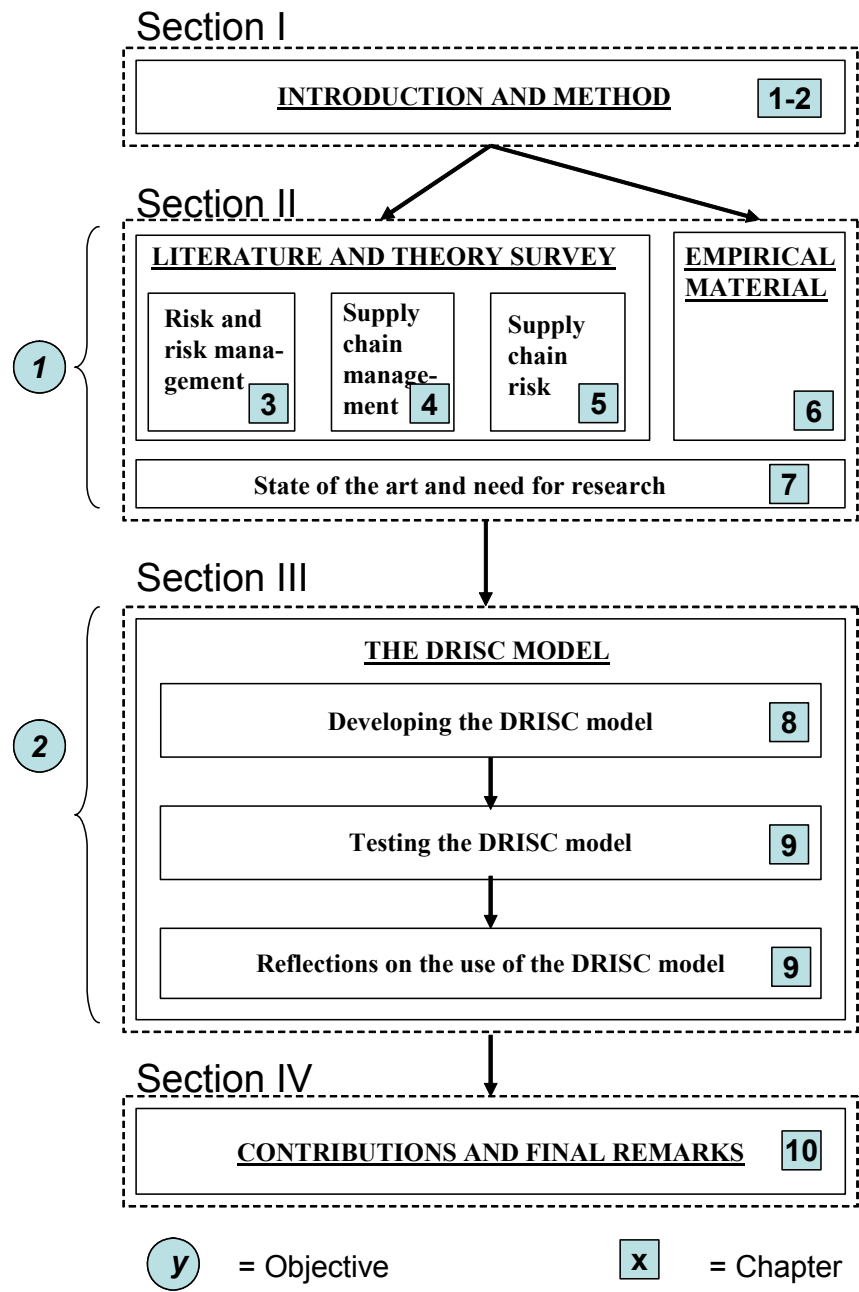 Section I
INTRODUCTION AND METHOD
1-2
Section II
LITERATURE AND THEORY SURVEY
Risk and
risk mana-
gement
3
Supply
chain
manage-
ment
4
Supply
chain
risk
5
EMPIRICAL
MATERIAL
6
1
State of the art and need for research
7
Section III
2
THE DRISC MODEL
Developing the DRISC model
8
Testing the DRISC model
9
Reflections on the use of the DRISC model
9
Section IV
CONTRIBUTIONS AND FINAL REMARKS
10
y = Objective
x = Chapter